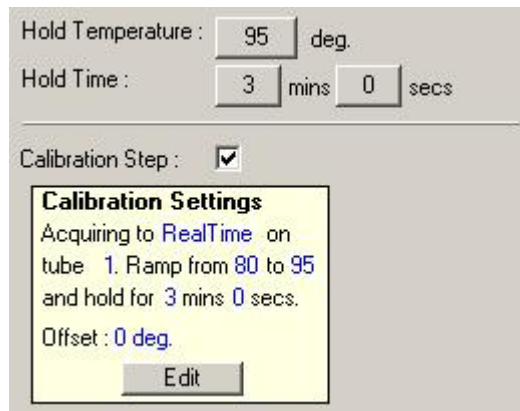 Hold Temperature : 95 deg.
Hold Time : 3 mins 0 secs
Calibration Step :
Calibration Settings
Acquiring to RealTime on
tube 1. Ramp from 80 to 95
and hold for 3 mins 0 secs.
Offset : 0 deg.
Edit